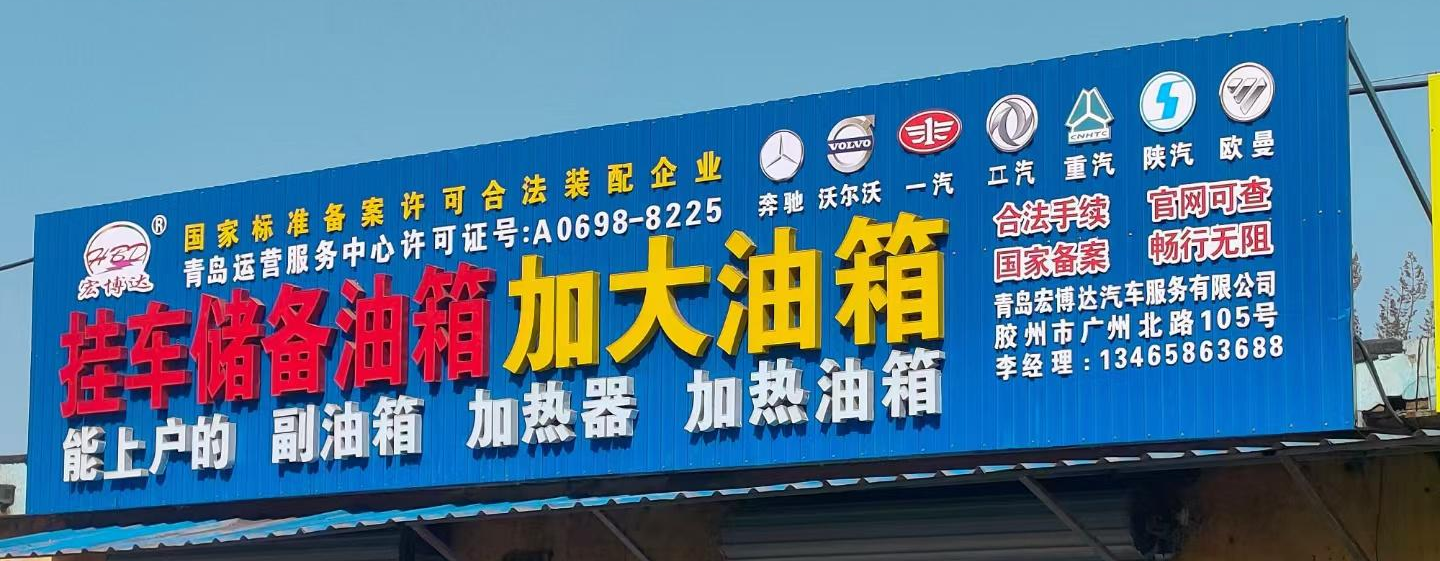 国家标准备案许可合法装配企业
青岛运营服务中心许可证号:A0698-8225
HBD
®
宏博达
VOLVO
CNHTC
奔驰 沃尔沃 一汽 工汽 重汽 陕汽 欧曼
挂车储备油箱 加大油箱
能上户的 副油箱 加热器 加热油箱
合法手续 官网可查
国家备案 畅行无阻
青岛宏博达汽车服务有限公司
胶州市广州北路105号
李经理:13465863688